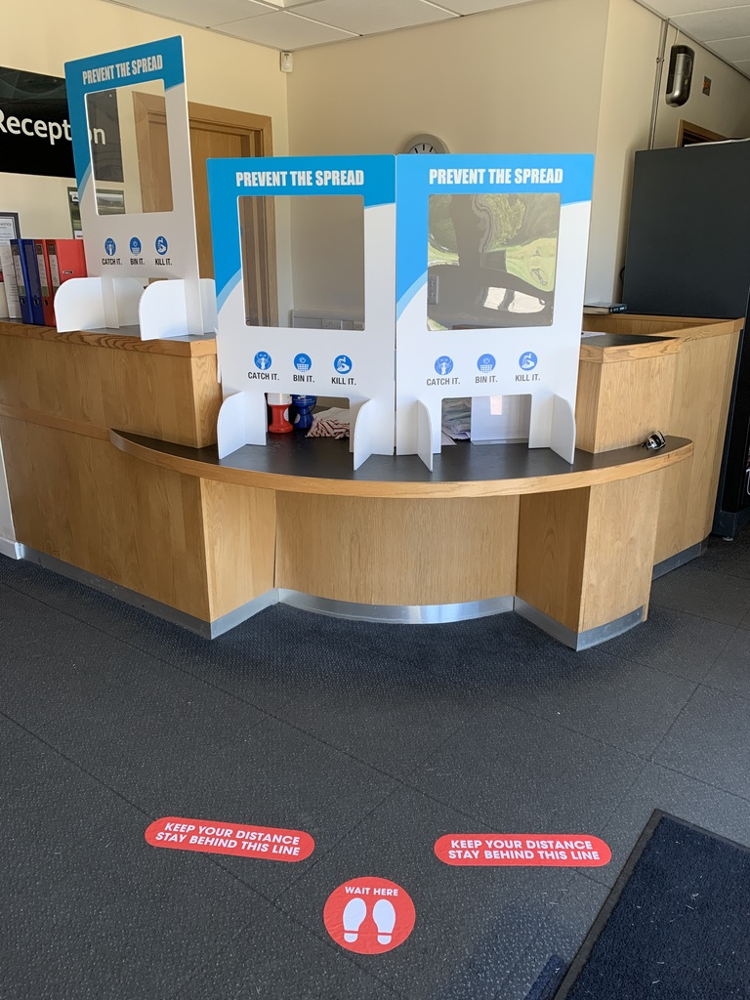 Reception
PREVENT THE SPREAD
CATCH IT. BIN IT. KILL IT.
PREVENT THE SPREAD
CATCH IT. BIN IT. KILL IT.
PREVENT THE SPREAD
CATCH IT. BIN IT. KILL IT.
KEEP YOUR DISTANCE
STAY BEHIND THIS LINE
KEEP YOUR DISTANCE
STAY BEHIND THIS LINE
WAIT HERE